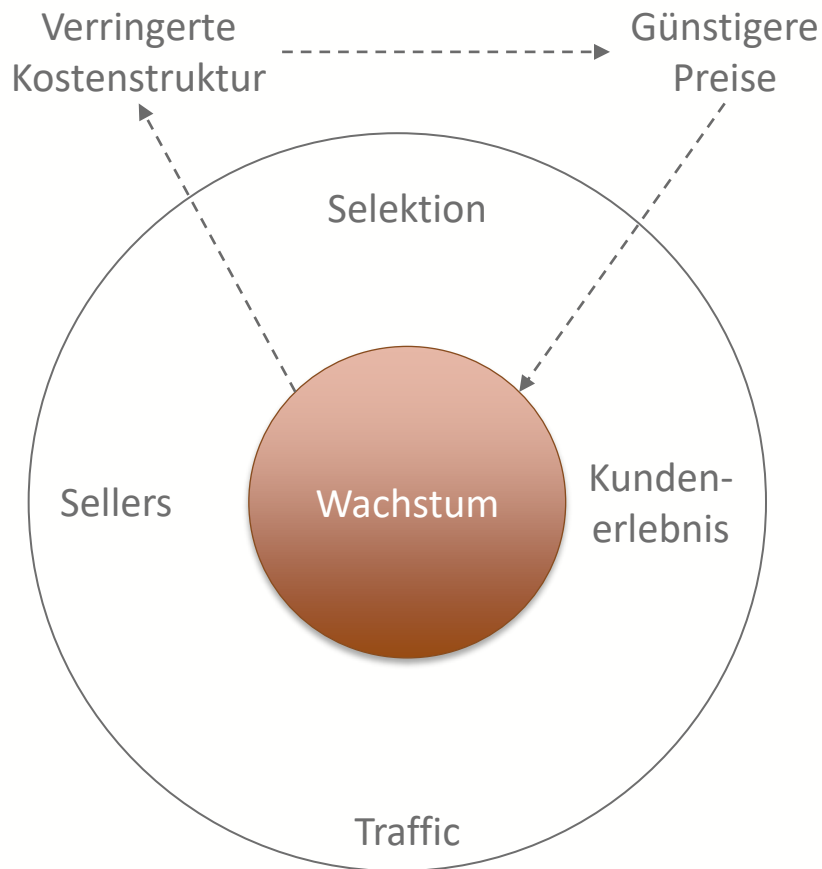 Verringerte
Kostenstruktur
Günstigere
Preise
Selektion
Sellers
Wachstum
Kunden-
erlebnis
Traffic